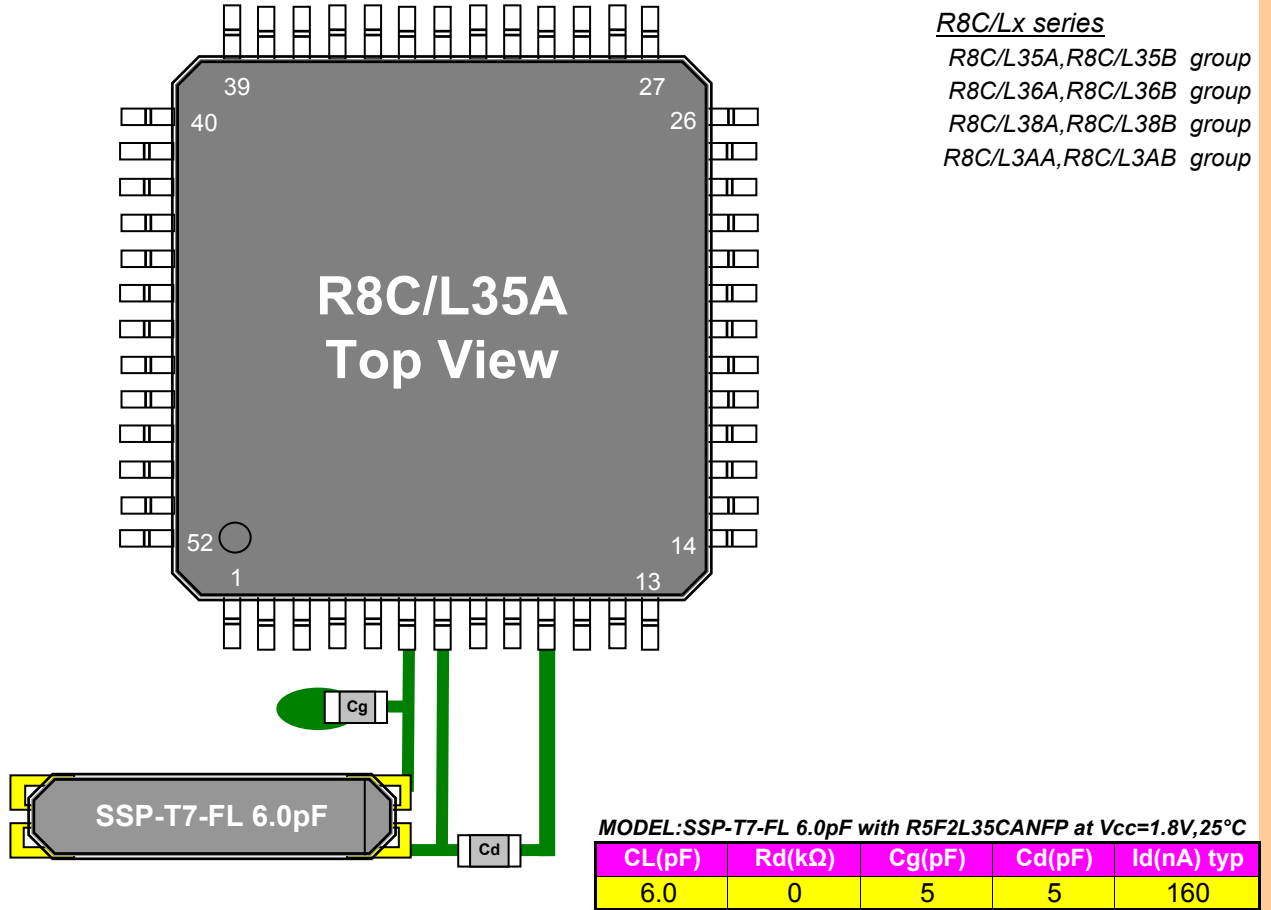 R8C/Lx series
R8C/L35A,R8C/L35B group
R8C/L36A,R8C/L36B group
R8C/L38A,R8C/L38B group
R8C/L3AA,R8C/L3AB group
39
27
40
26
R8C/L35A
Top View
52
14
1
13
Cg
SSP-T7-FL 6.0pF
Cd
MODEL:SSP-T7-FL 6.0pF with R5F2L35CANFP at Vcc=1.8V,25°C
CL(pF) Rd(kΩ) Cg(pF) Cd(pF) Id(nA) typ
6.0 0 5 5 160